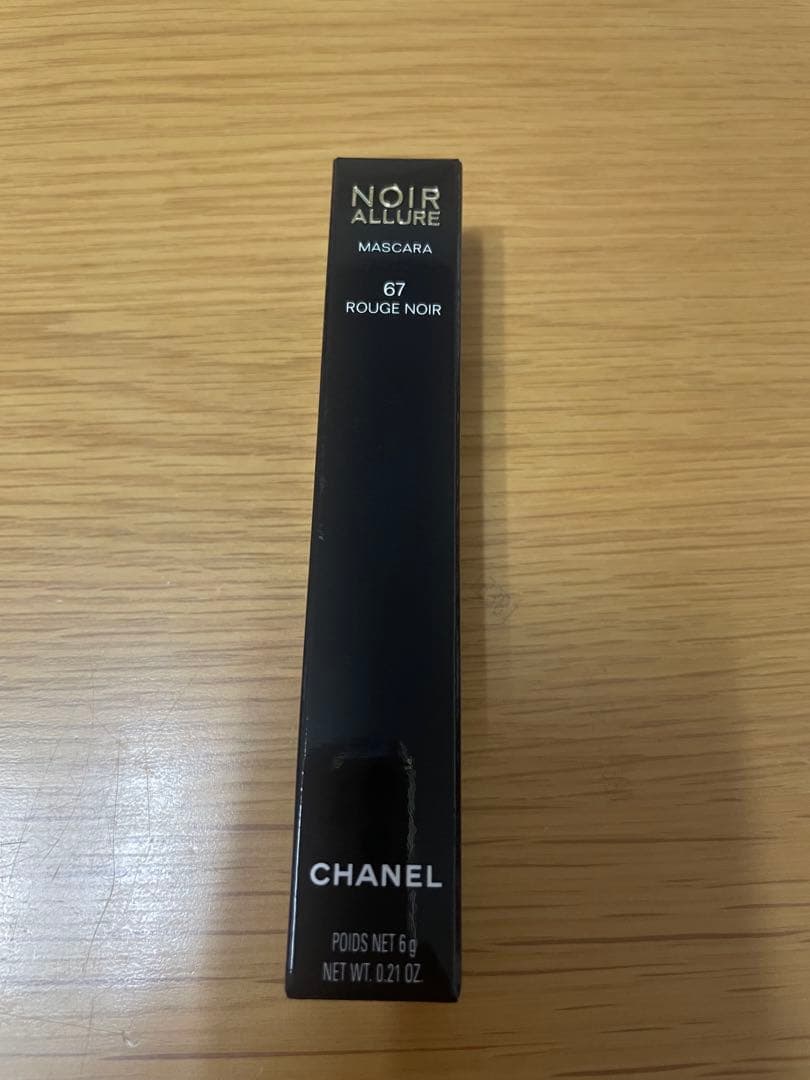 NOIR
ALLURE
MASCARA
67
ROUGE NOIR
CHANEL
POIDS NET 6 g
NET WT. 0.21 OZ.